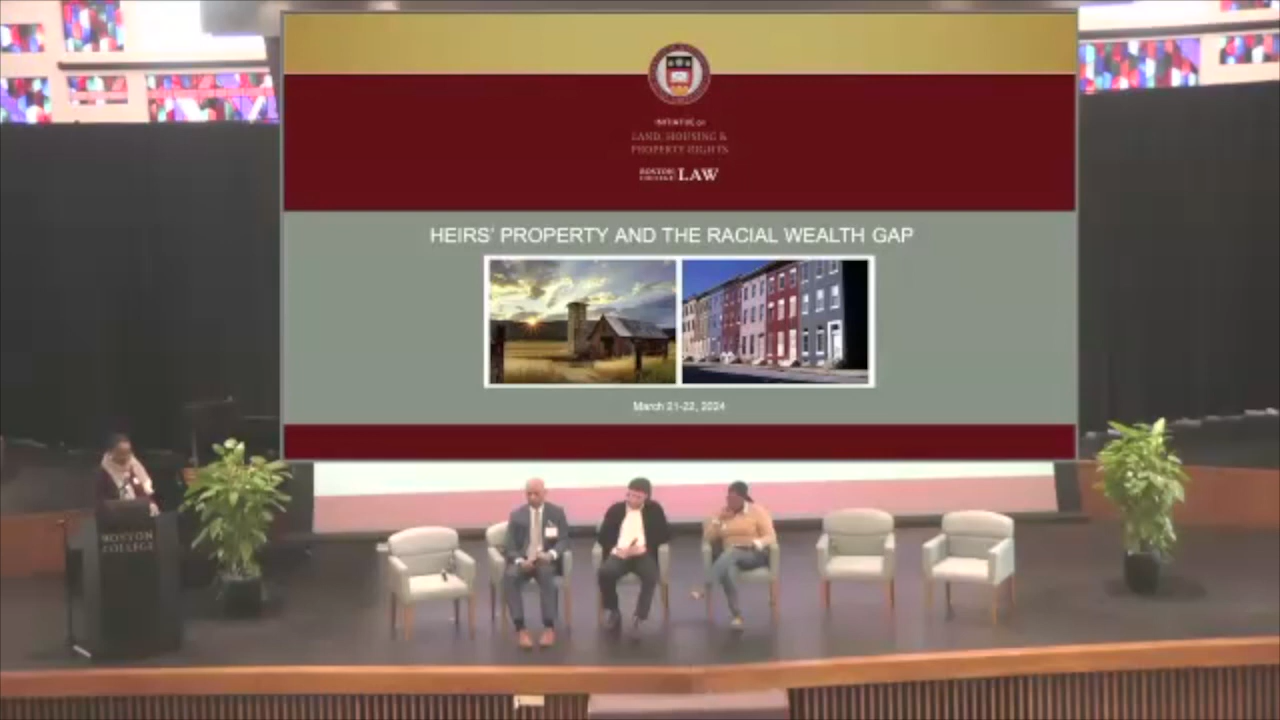 INITIATIVE on
LAND, HOUSING &
PROPERTY RIGHTS
BOSTON
COLLEGE LAW
HEIRS' PROPERTY AND THE RACIAL WEALTH GAP
March 21-22, 2024
BOSTON
COLLEGE